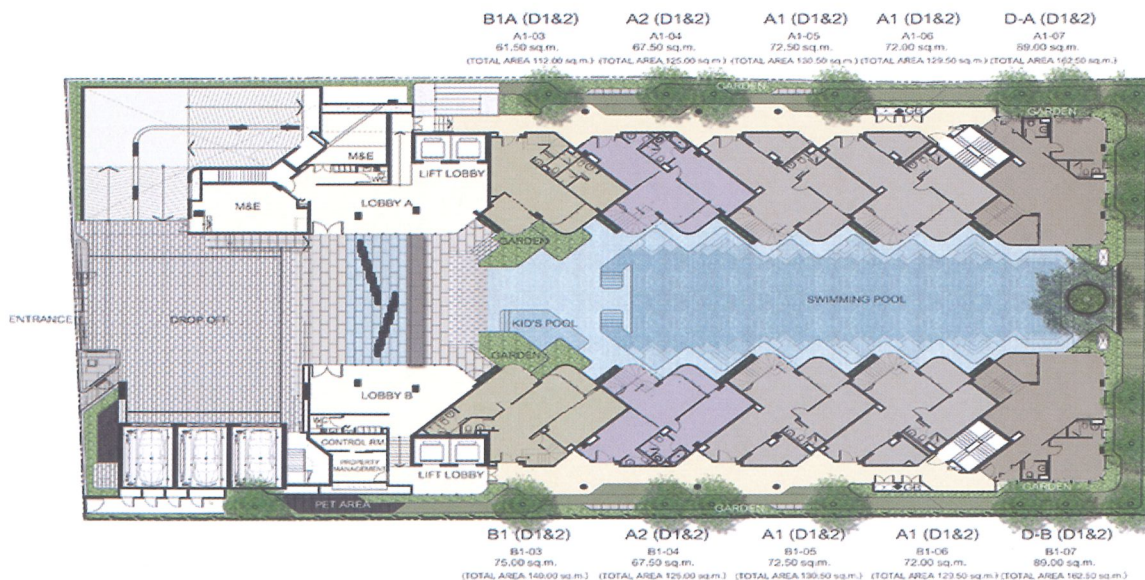 B1A (D1&2) A2 (D1&2) A1 (D1&2) A1 (D1&2) D-A (D1&2)
A1-03 A1-04 A1-05 A1-06 A1-07
61.50 sq.m. 67.50 sq.m. 72.50 sq.m. 72.00 sq.m. 89.00 sq.m.
(TOTAL AREA 112.00 sq.m.) (TOTAL AREA 125.00 sq.m.) (TOTAL AREA 130.50 sq.m.) (TOTAL AREA 129.50 sq.m.) (TOTAL AREA 162.50 sq.m.)
GARDEN
GARDEN
M&E
LIFT LOBBY
WC
M&E
LOBBY A
GARDEN
ENTRANCE
DROP OFF
SWIMMING POOL
KID'S POOL
GARDEN
LOBBY B
WC
CONTROL RM.
PROPERTY
MANAGEMENT
LIFT LOBBY
GARDEN
PET AREA
GARDEN
B1 (D1&2) A2 (D1&2) A1 (D1&2) A1 (D1&2) D-B (D1&2)
B1-03 B1-04 B1-05 B1-06 B1-07
75.00 sq.m. 67.50 sq.m. 72.50 sq.m. 72.00 sq.m. 89.00 sq.m.
(TOTAL AREA 140.00 sq.m.) (TOTAL AREA 125.00 sq.m.) (TOTAL AREA 130.50 sq.m.) (TOTAL AREA 129.50 sq.m.) (TOTAL AREA 162.50 sq.m.)